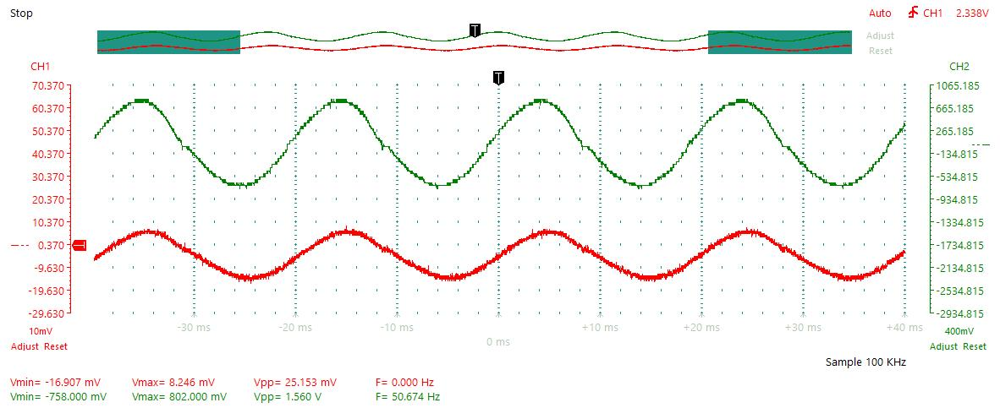 Stop
Auto CH1 2.338V
T
Adjust
Reset
CH1 CH2
T
70.370 1065.185
60.370 665.185
50.370 265.185
40.370 -134.815
30.370 -534.815
20.370 -934.815
10.370 -1334.815
0.370 -1734.815
-9.630 -2134.815
-19.630 -2534.815
-29.630 -2934.815
-30 ms -20 ms -10 ms +10 ms +20 ms +30 ms +40 ms
10mV 400mV
0 ms
Adjust Reset Adjust Reset
Sample 100 KHz
Vmin= -16.907 mV Vmax= 8.246 mV Vpp= 25.153 mV F= 0.000 Hz
Vmin= -758.000 mV Vmax= 802.000 mV Vpp= 1.560 V F= 50.674 Hz